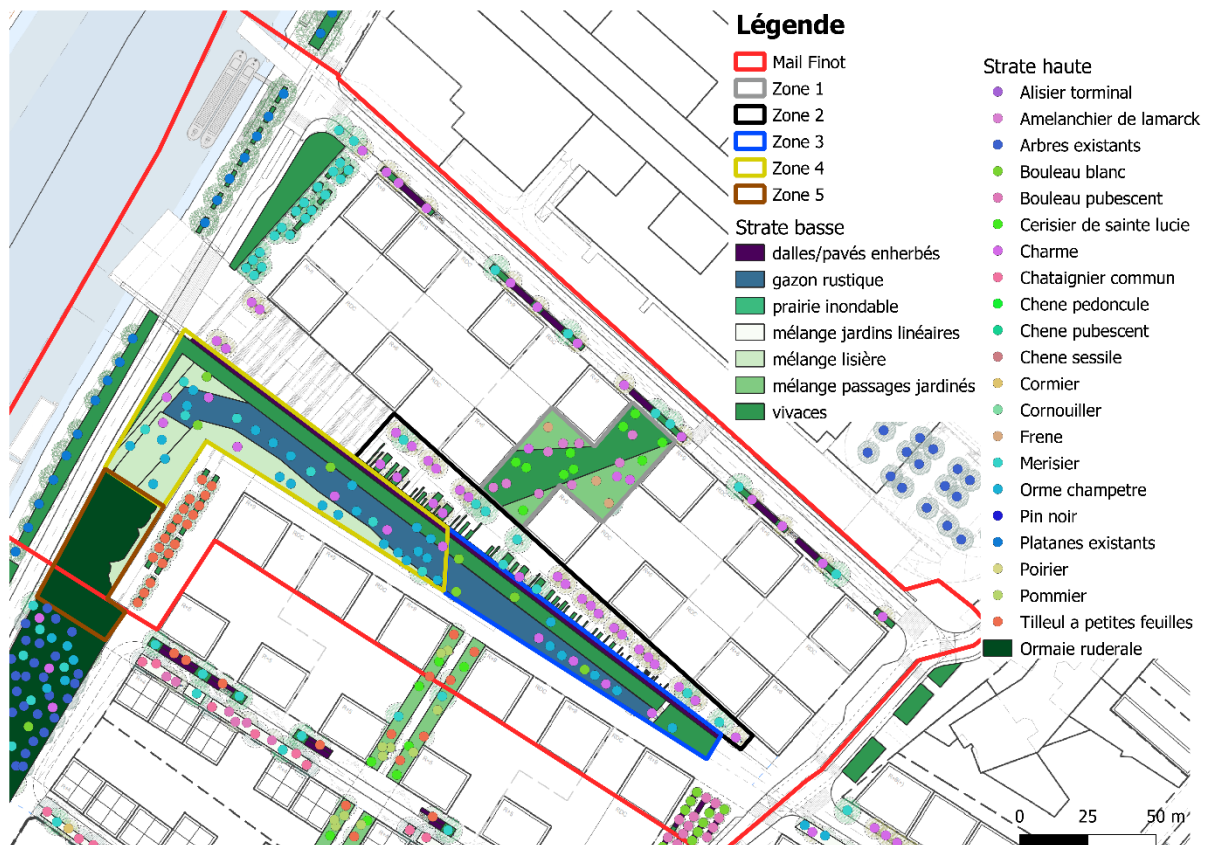 Légende
Mail Finot
Zone 1
Zone 2
Zone 3
Zone 4
Zone 5
Strate basse
dalles/pavés enherbés
gazon rustique
prairie inondable
mélange jardins linéaires
mélange lisière
mélange passages jardinés
vivaces
Strate haute
Alisier torminal
Amelanchier de lamarck
Arbres existants
Bouleau blanc
Bouleau pubescent
Cerisier de sainte lucie
Charme
Chataignier commun
Chene pedoncule
Chene pubescent
Chene sessile
Cormier
Cornouiller
Frene
Merisier
Orme champetre
Pin noir
Platanes existants
Poirier
Pommier
Tilleul a petites feuilles
Ormaie ruderale
0 25 50 m